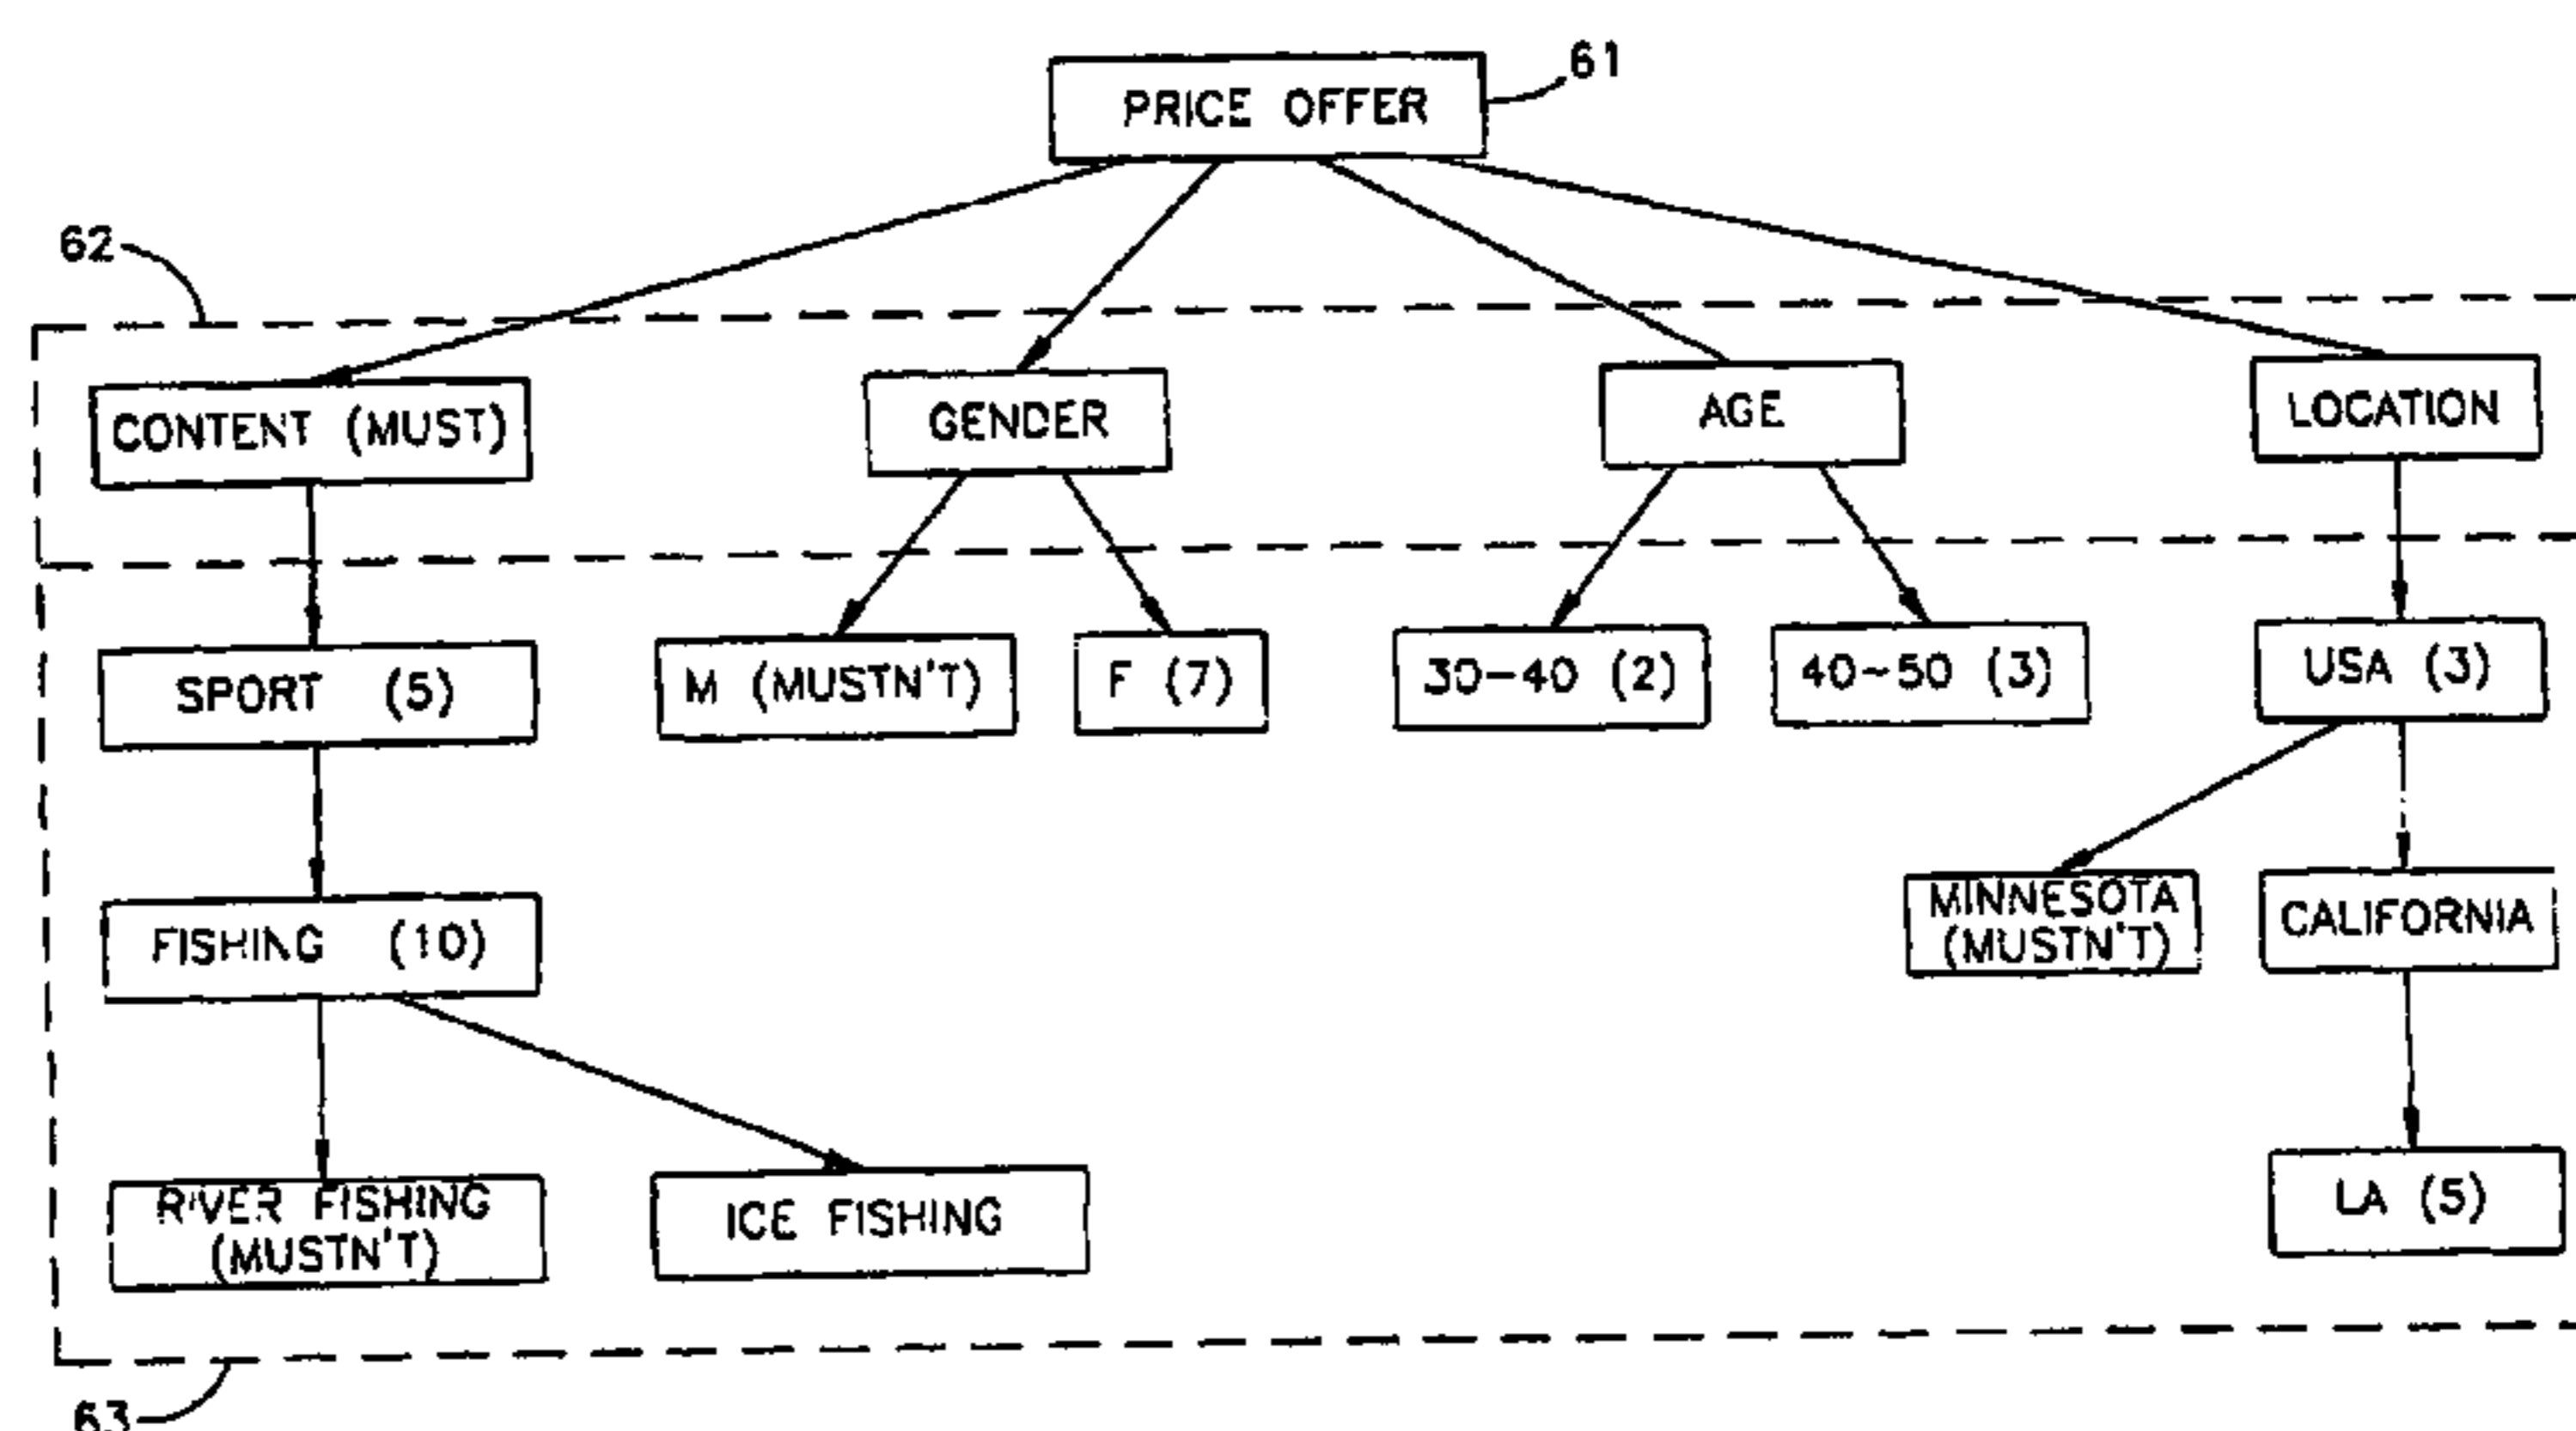 PRICE OFFER
61
62
CONTENT (MUST)
GENDER
AGE
LOCATION
SPORT (5)
M (MUSTN'T)
F (7)
30-40 (2)
40-50 (3)
USA (3)
FISHING (10)
MINNESOTA
(MUSTN'T)
CALIFORNIA
RIVER FISHING
(MUSTN'T)
ICE FISHING
LA (5)
63